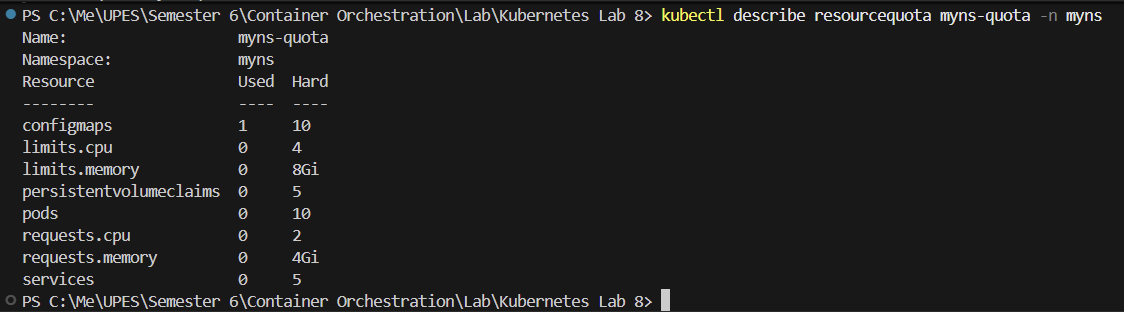 PS C:\Me\UPES\Semester 6\Container Orchestration\Lab\Kubernetes Lab 8> kubectl describe resourcequota myns-quota -n myns
Name:                   myns-quota
Namespace:              myns
Resource                Used  Hard
--------                ----  ----
configmaps              1     10
limits.cpu              0     4
limits.memory           0     8Gi
persistentvolumeclaims  0     5
pods                    0     10
requests.cpu            0     2
requests.memory         0     4Gi
services                0     5
PS C:\Me\UPES\Semester 6\Container Orchestration\Lab\Kubernetes Lab 8>